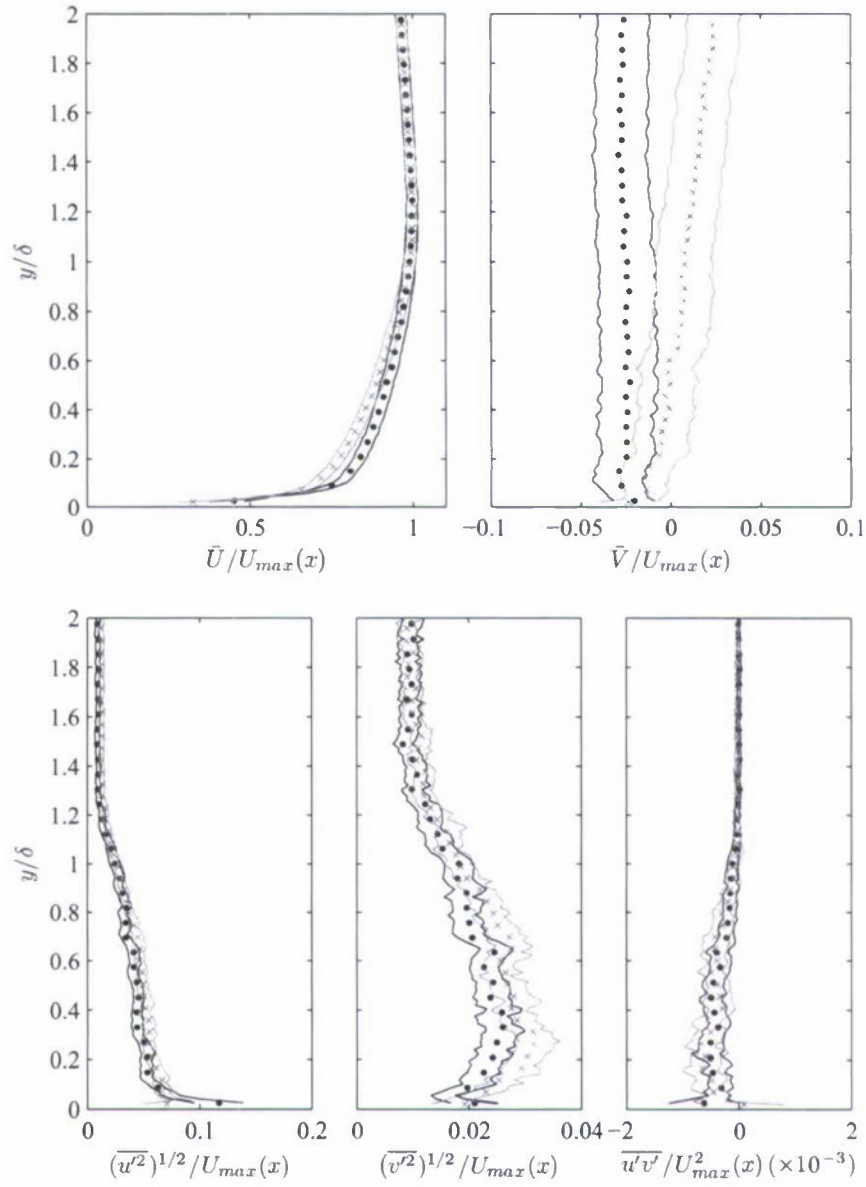 2
1.8
1.6
1.4
1.2
1
0.8
0.6
0.4
0.2
0
y/δ
0 0.5 1
Ū/U_max(x)
−0.1 −0.05 0 0.05 0.1
V̄/U_max(x)
2
1.8
1.6
1.4
1.2
1
0.8
0.6
0.4
0.2
0
y/δ
0 0.1 0.2
(u'²)^1/2/U_max(x)
0 0.02 0.04
(v'²)^1/2/U_max(x)
−2 0 2
u'v'/U²_max(x)(×10⁻³)